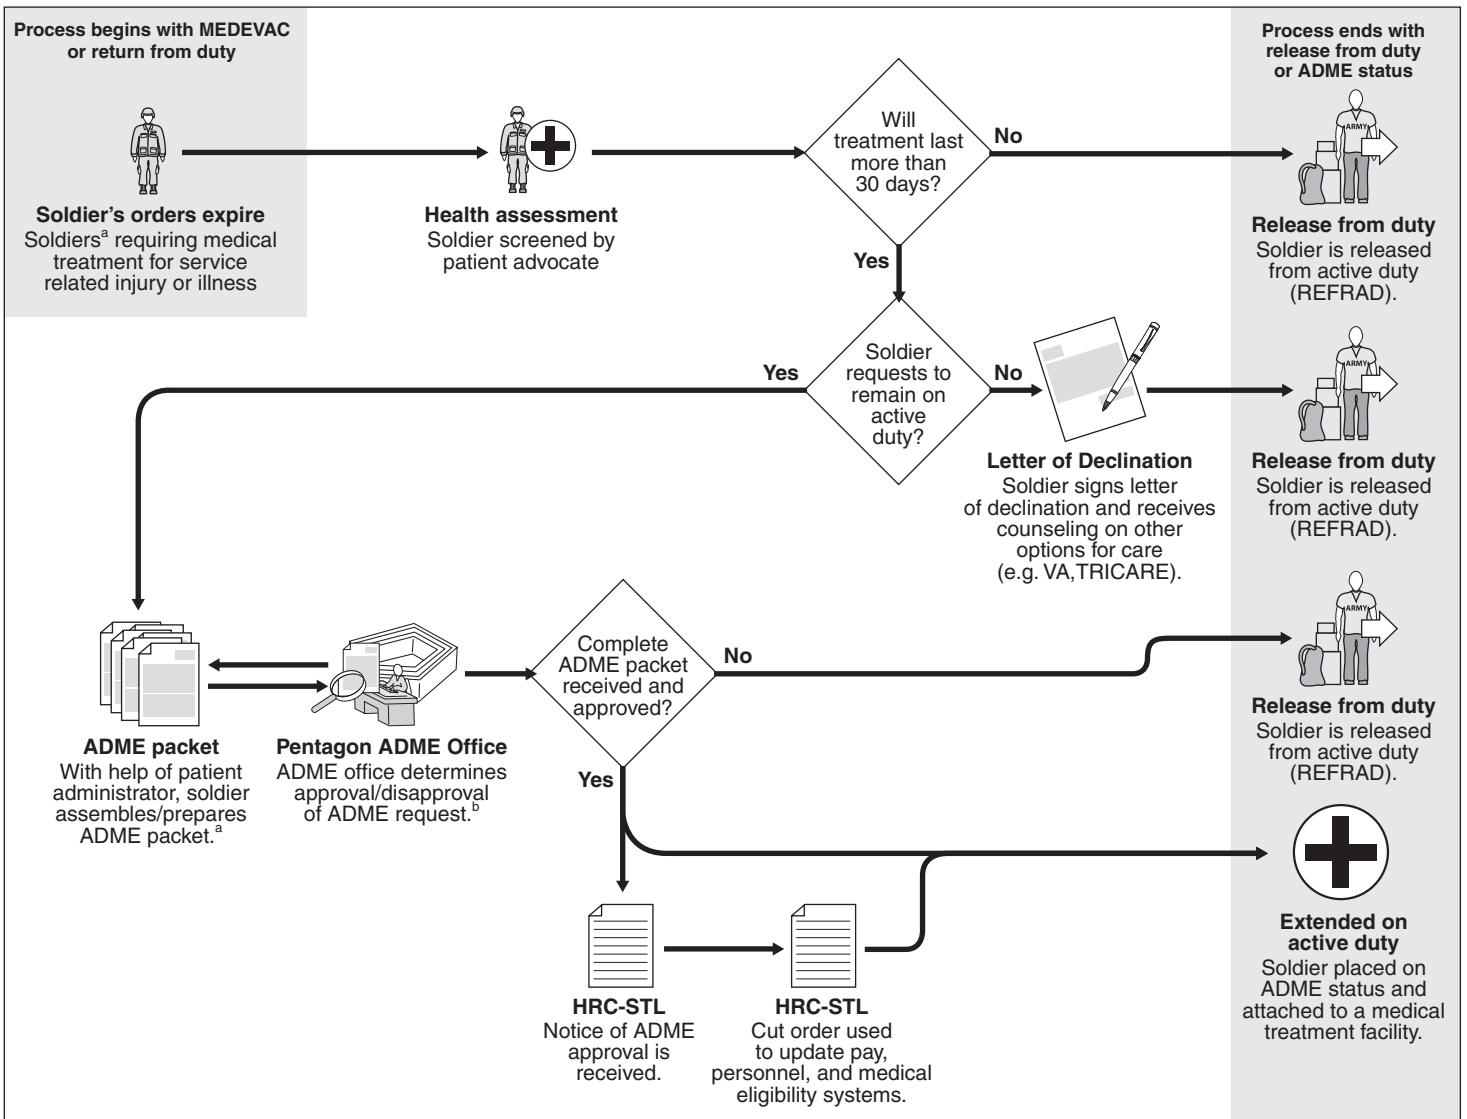 Process begins with MEDEVAC
or return from duty
Soldier's orders expire
Soldiersᵃ requiring medical
treatment for service
related injury or illness
Health assessment
Soldier screened by
patient advocate
Will
treatment last
more than
30 days?
No
Yes
Process ends with
release from duty
or ADME status
ARMY
Release from duty
Soldier is released
from active duty
(REFRAD).
Soldier
requests to
remain on
active
duty?
Yes
No
Letter of Declination
Soldier signs letter
of declination and receives
counseling on other
options for care
(e.g. VA,TRICARE).
ARMY
Release from duty
Soldier is released
from active duty
(REFRAD).
ADME packet
With help of patient
administrator, soldier
assembles/prepares
ADME packet.ᵃ
Pentagon ADME Office
ADME office determines
approval/disapproval
of ADME request.ᵇ
Complete
ADME packet
received and
approved?
No
Yes
ARMY
Release from duty
Soldier is released
from active duty
(REFRAD).
HRC-STL
Notice of ADME
approval is
received.
HRC-STL
Cut order used
to update pay,
personnel, and medical
eligibility systems.
Extended on
active duty
Soldier placed on
ADME status and
attached to a medical
treatment facility.